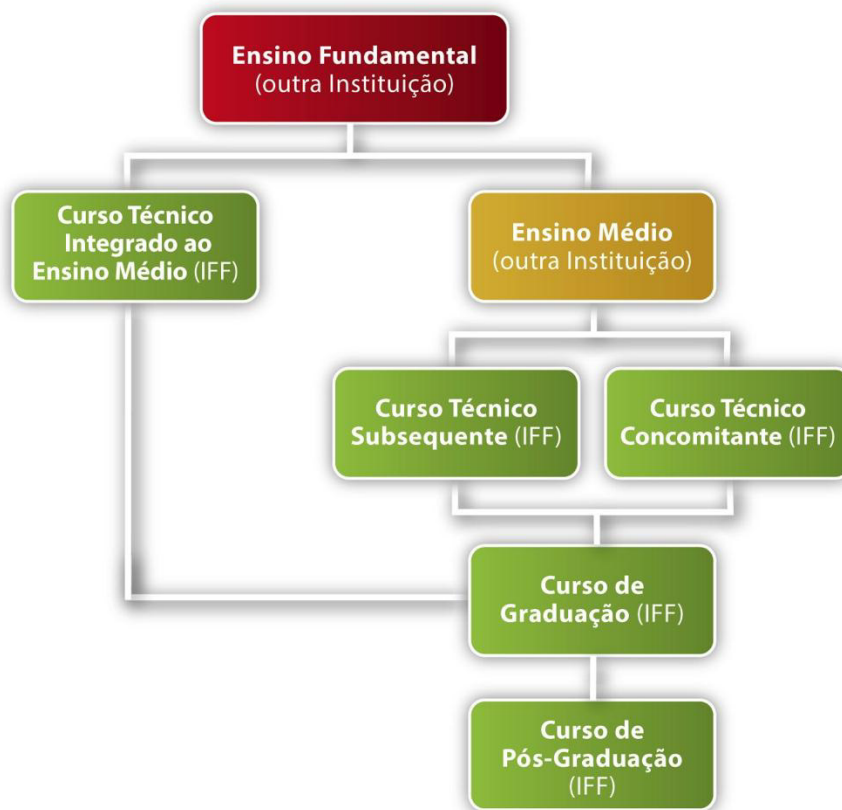 Ensino Fundamental
(outra Instituição)
Curso Técnico
Integrado ao
Ensino Médio (IFF)
Ensino Médio
(outra Instituição)
Curso Técnico
Subsequente (IFF)
Curso Técnico
Concomitante (IFF)
Curso de
Graduação (IFF)
Curso de
Pós-Graduação
(IFF)